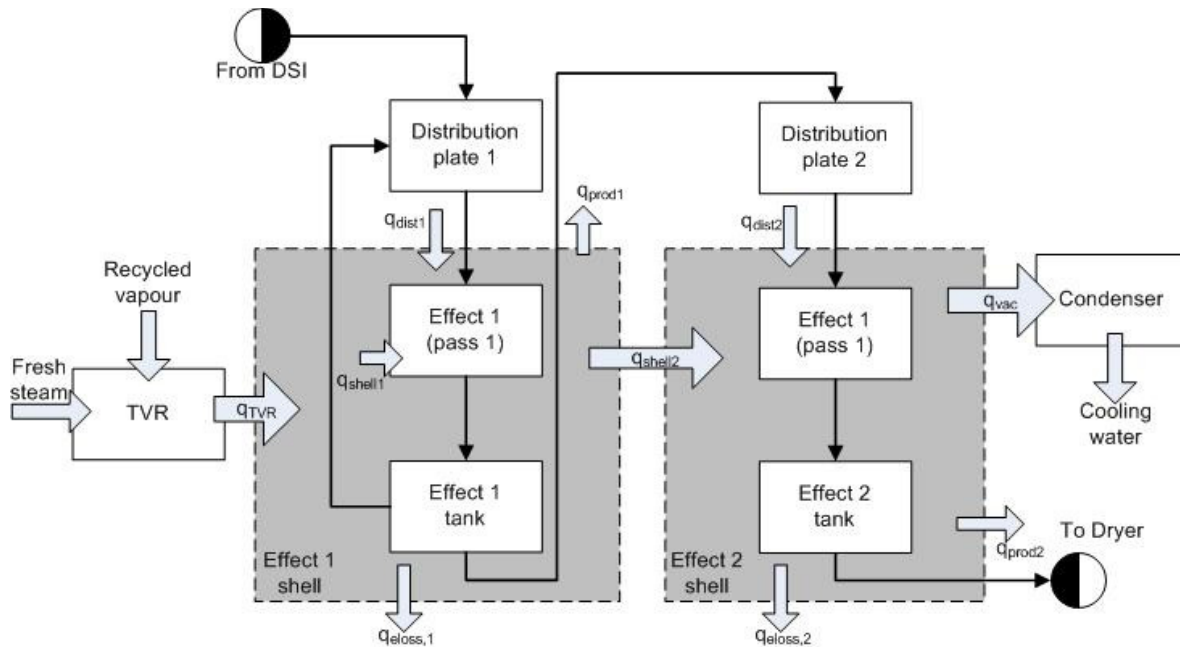 From DSI
Distribution
plate 1
Distribution
plate 2
qprod1
qdist1
qdist2
Recycled
vapour
Effect 1
(pass 1)
Effect 1
(pass 1)
qvac
Condenser
Fresh
steam
TVR
qTVR
qshell1
qshell2
Cooling
water
Effect 1
tank
Effect 2
tank
To Dryer
Effect 1
shell
Effect 2
shell
qprod2
qeloss,1
qeloss,2